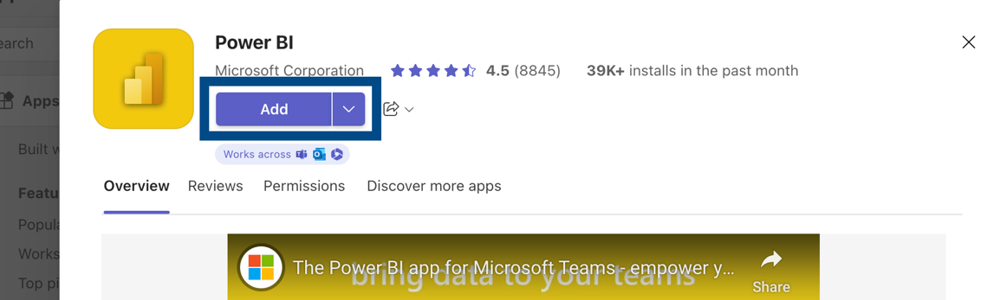 earch
Apps
Built w
Featu
Popula
Works
Top pi
Power BI
Microsoft Corporation 4.5 (8845) 39K+ installs in the past month
Add
Works across
Overview Reviews Permissions Discover more apps
The Power BI app for Microsoft Teams - empower y...
bring data to your teams
Share